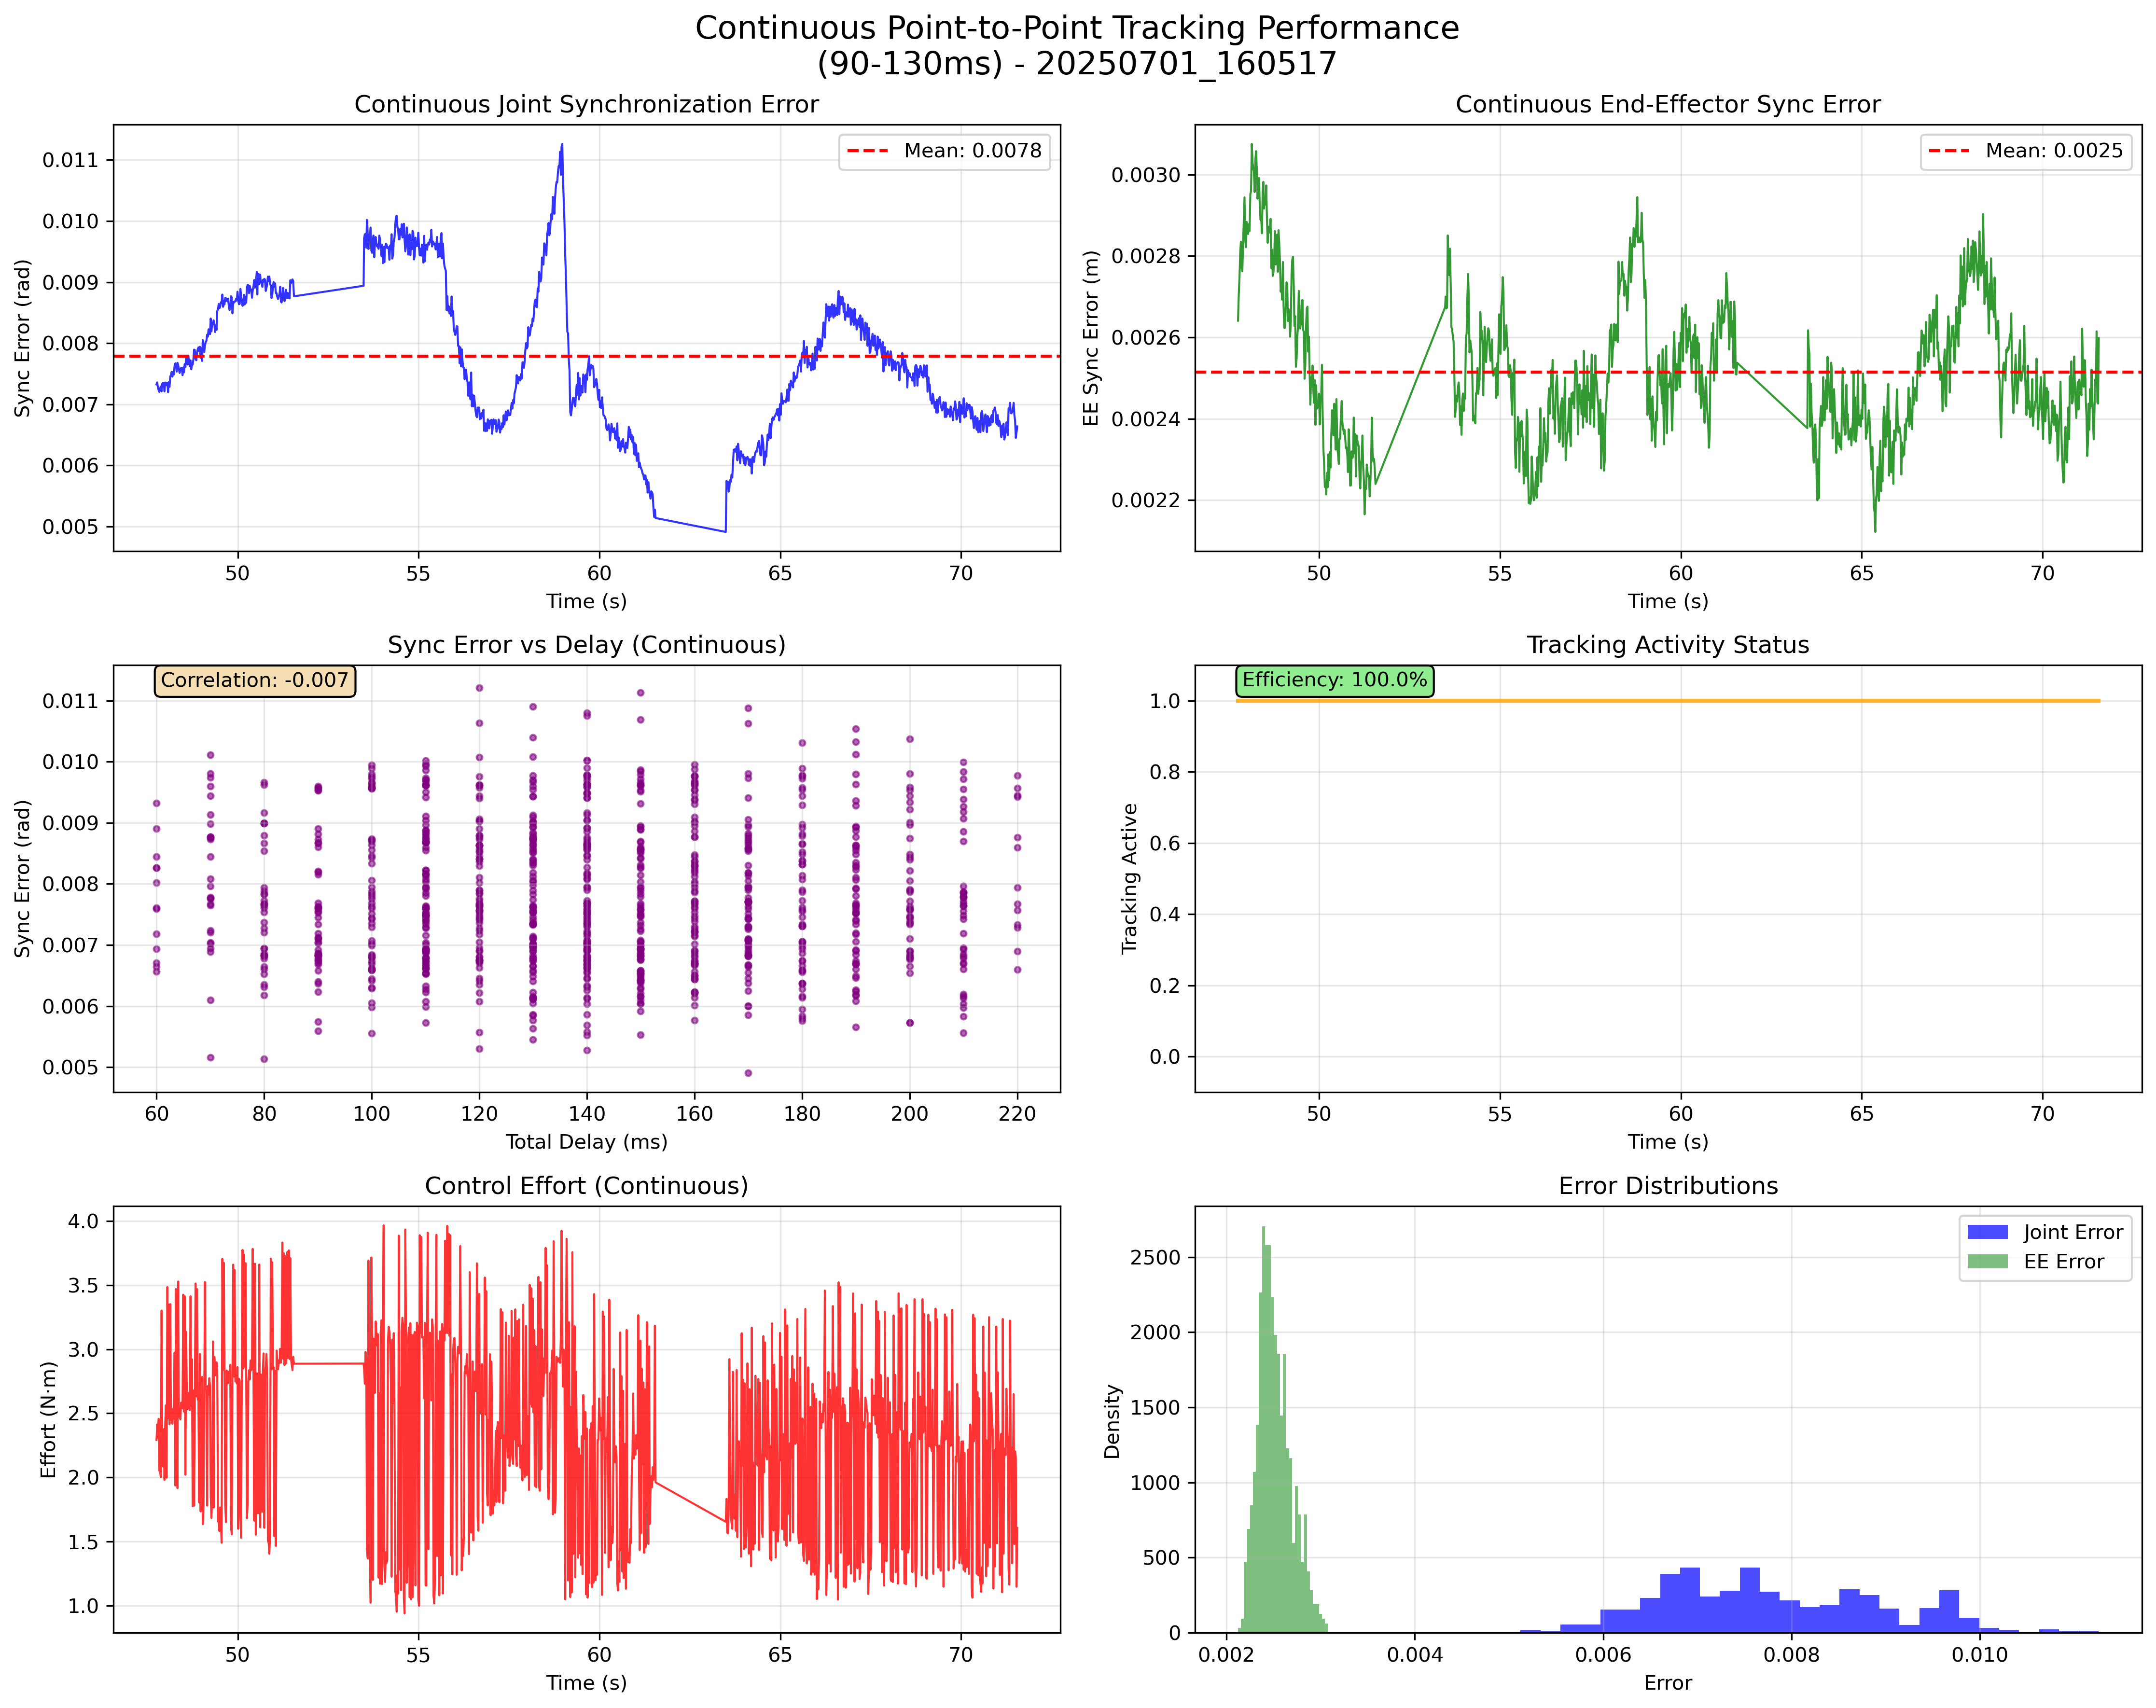 Continuous Point-to-Point Tracking Performance
(90-130ms) - 20250701_160517
Continuous Joint Synchronization Error
Sync Error (rad)
0.011
0.010
0.009
0.008
0.007
0.006
0.005
Mean: 0.0078
50 55 60 65 70
Time (s)
Continuous End-Effector Sync Error
EE Sync Error (m)
0.0030
0.0028
0.0026
0.0024
0.0022
Mean: 0.0025
50 55 60 65 70
Time (s)
Sync Error vs Delay (Continuous)
Correlation: -0.007
Sync Error (rad)
0.011
0.010
0.009
0.008
0.007
0.006
0.005
60 80 100 120 140 160 180 200 220
Total Delay (ms)
Tracking Activity Status
Efficiency: 100.0%
Tracking Active
1.0
0.8
0.6
0.4
0.2
0.0
50 55 60 65 70
Time (s)
Control Effort (Continuous)
Effort (N·m)
4.0
3.5
3.0
2.5
2.0
1.5
1.0
50 55 60 65 70
Time (s)
Error Distributions
Density
2500
2000
1500
1000
500
0
Joint Error
EE Error
0.002 0.004 0.006 0.008 0.010
Error